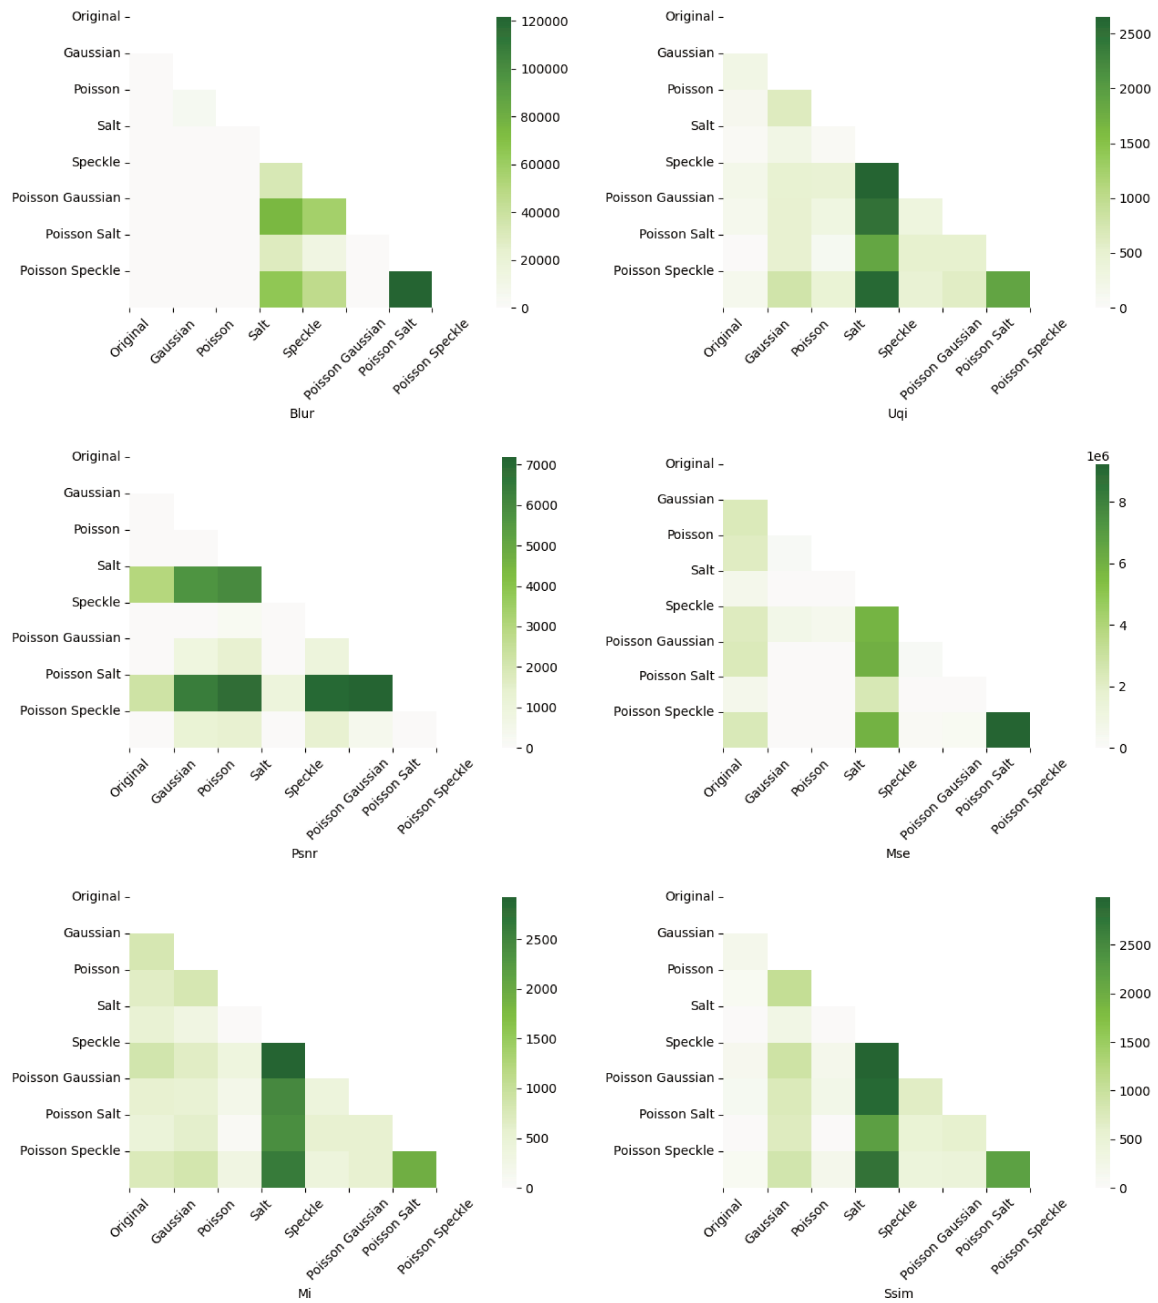 Original
Gaussian
Poisson
Salt
Speckle
Poisson Gaussian
Poisson Salt
Poisson Speckle
120000
100000
80000
60000
40000
20000
0
Original
Gaussian
Poisson
Salt
Speckle
Poisson Gaussian
Poisson Salt
Poisson Speckle
Blur
Original
Gaussian
Poisson
Salt
Speckle
Poisson Gaussian
Poisson Salt
Poisson Speckle
2500
2000
1500
1000
500
0
Original
Gaussian
Poisson
Salt
Speckle
Poisson Gaussian
Poisson Salt
Poisson Speckle
Uqi
Original
Gaussian
Poisson
Salt
Speckle
Poisson Gaussian
Poisson Salt
Poisson Speckle
7000
6000
5000
4000
3000
2000
1000
0
Original
Gaussian
Poisson
Salt
Speckle
Poisson Gaussian
Poisson Salt
Poisson Speckle
Psnr
Original
Gaussian
Poisson
Salt
Speckle
Poisson Gaussian
Poisson Salt
Poisson Speckle
1e6
8
6
4
2
0
Original
Gaussian
Poisson
Salt
Speckle
Poisson Gaussian
Poisson Salt
Poisson Speckle
Mse
Original
Gaussian
Poisson
Salt
Speckle
Poisson Gaussian
Poisson Salt
Poisson Speckle
2500
2000
1500
1000
500
0
Original
Gaussian
Poisson
Salt
Speckle
Poisson Gaussian
Poisson Salt
Poisson Speckle
Mi
Original
Gaussian
Poisson
Salt
Speckle
Poisson Gaussian
Poisson Salt
Poisson Speckle
2500
2000
1500
1000
500
0
Original
Gaussian
Poisson
Salt
Speckle
Poisson Gaussian
Poisson Salt
Poisson Speckle
Ssim